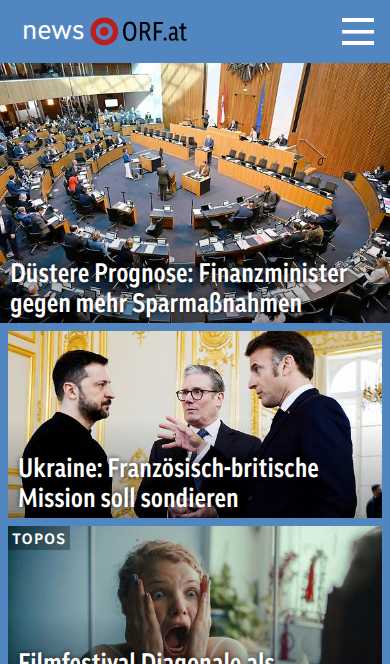 news ORF.at
Düstere Prognose: Finanzminister
gegen mehr Sparmaßnahmen
Ukraine: Französisch-britische
Mission soll sondieren
TOPOS
Filmfestival Diagonale als